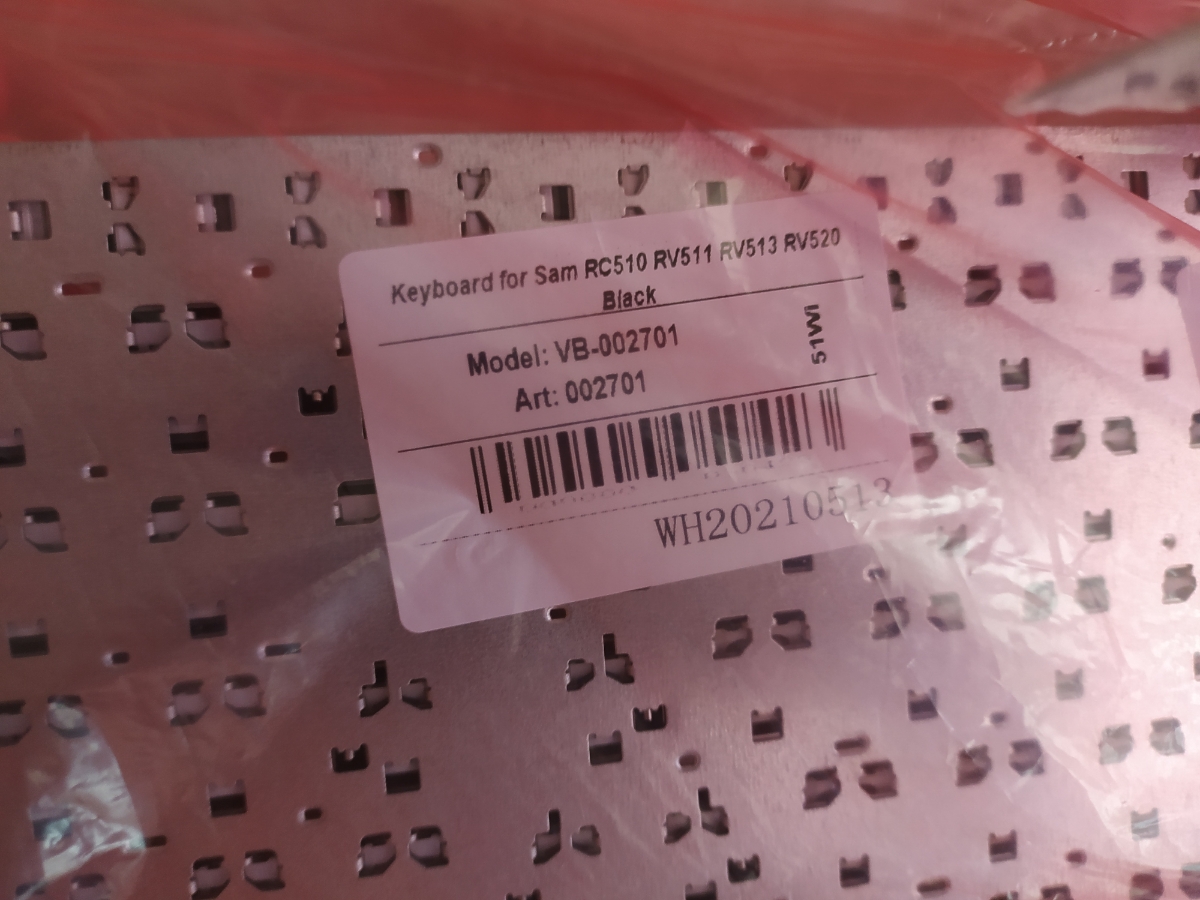 Keyboard for Sam RC510 RV511 RV513 RV520
Black
Model: VB-002701
Art: 002701
51WI
WH20210513